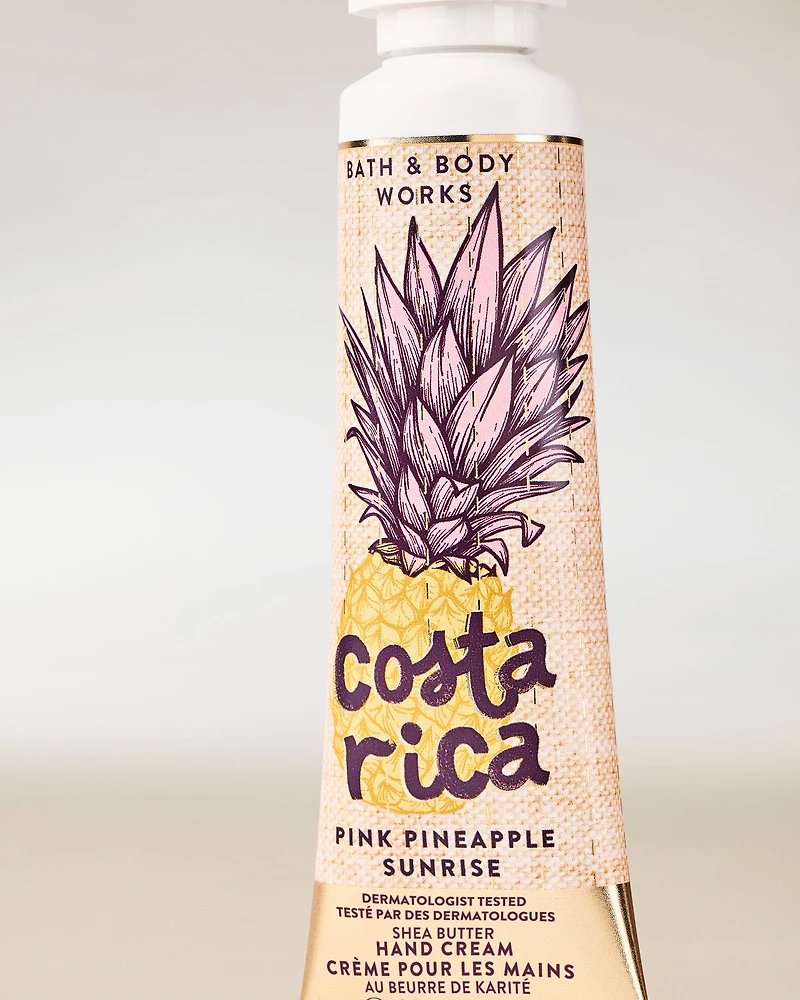 BATH & BODY
WORKS
costa
rica
PINK PINEAPPLE
SUNRISE
DERMATOLOGIST TESTED
TESTÉ PAR DES DERMATOLOGUES
SHEA BUTTER
HAND CREAM
CRÈME POUR LES MAINS
AU BEURRE DE KARITÉ